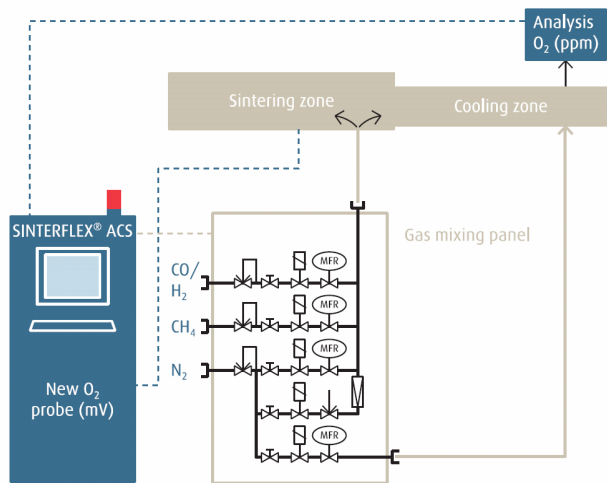 Analysis
O₂ (ppm)
Sintering zone
Cooling zone
SINTERFLEX® ACS
Gas mixing panel
CO/
H₂
MFR
CH₄
MFR
N₂
MFR
New O₂
probe (mV)
MFR